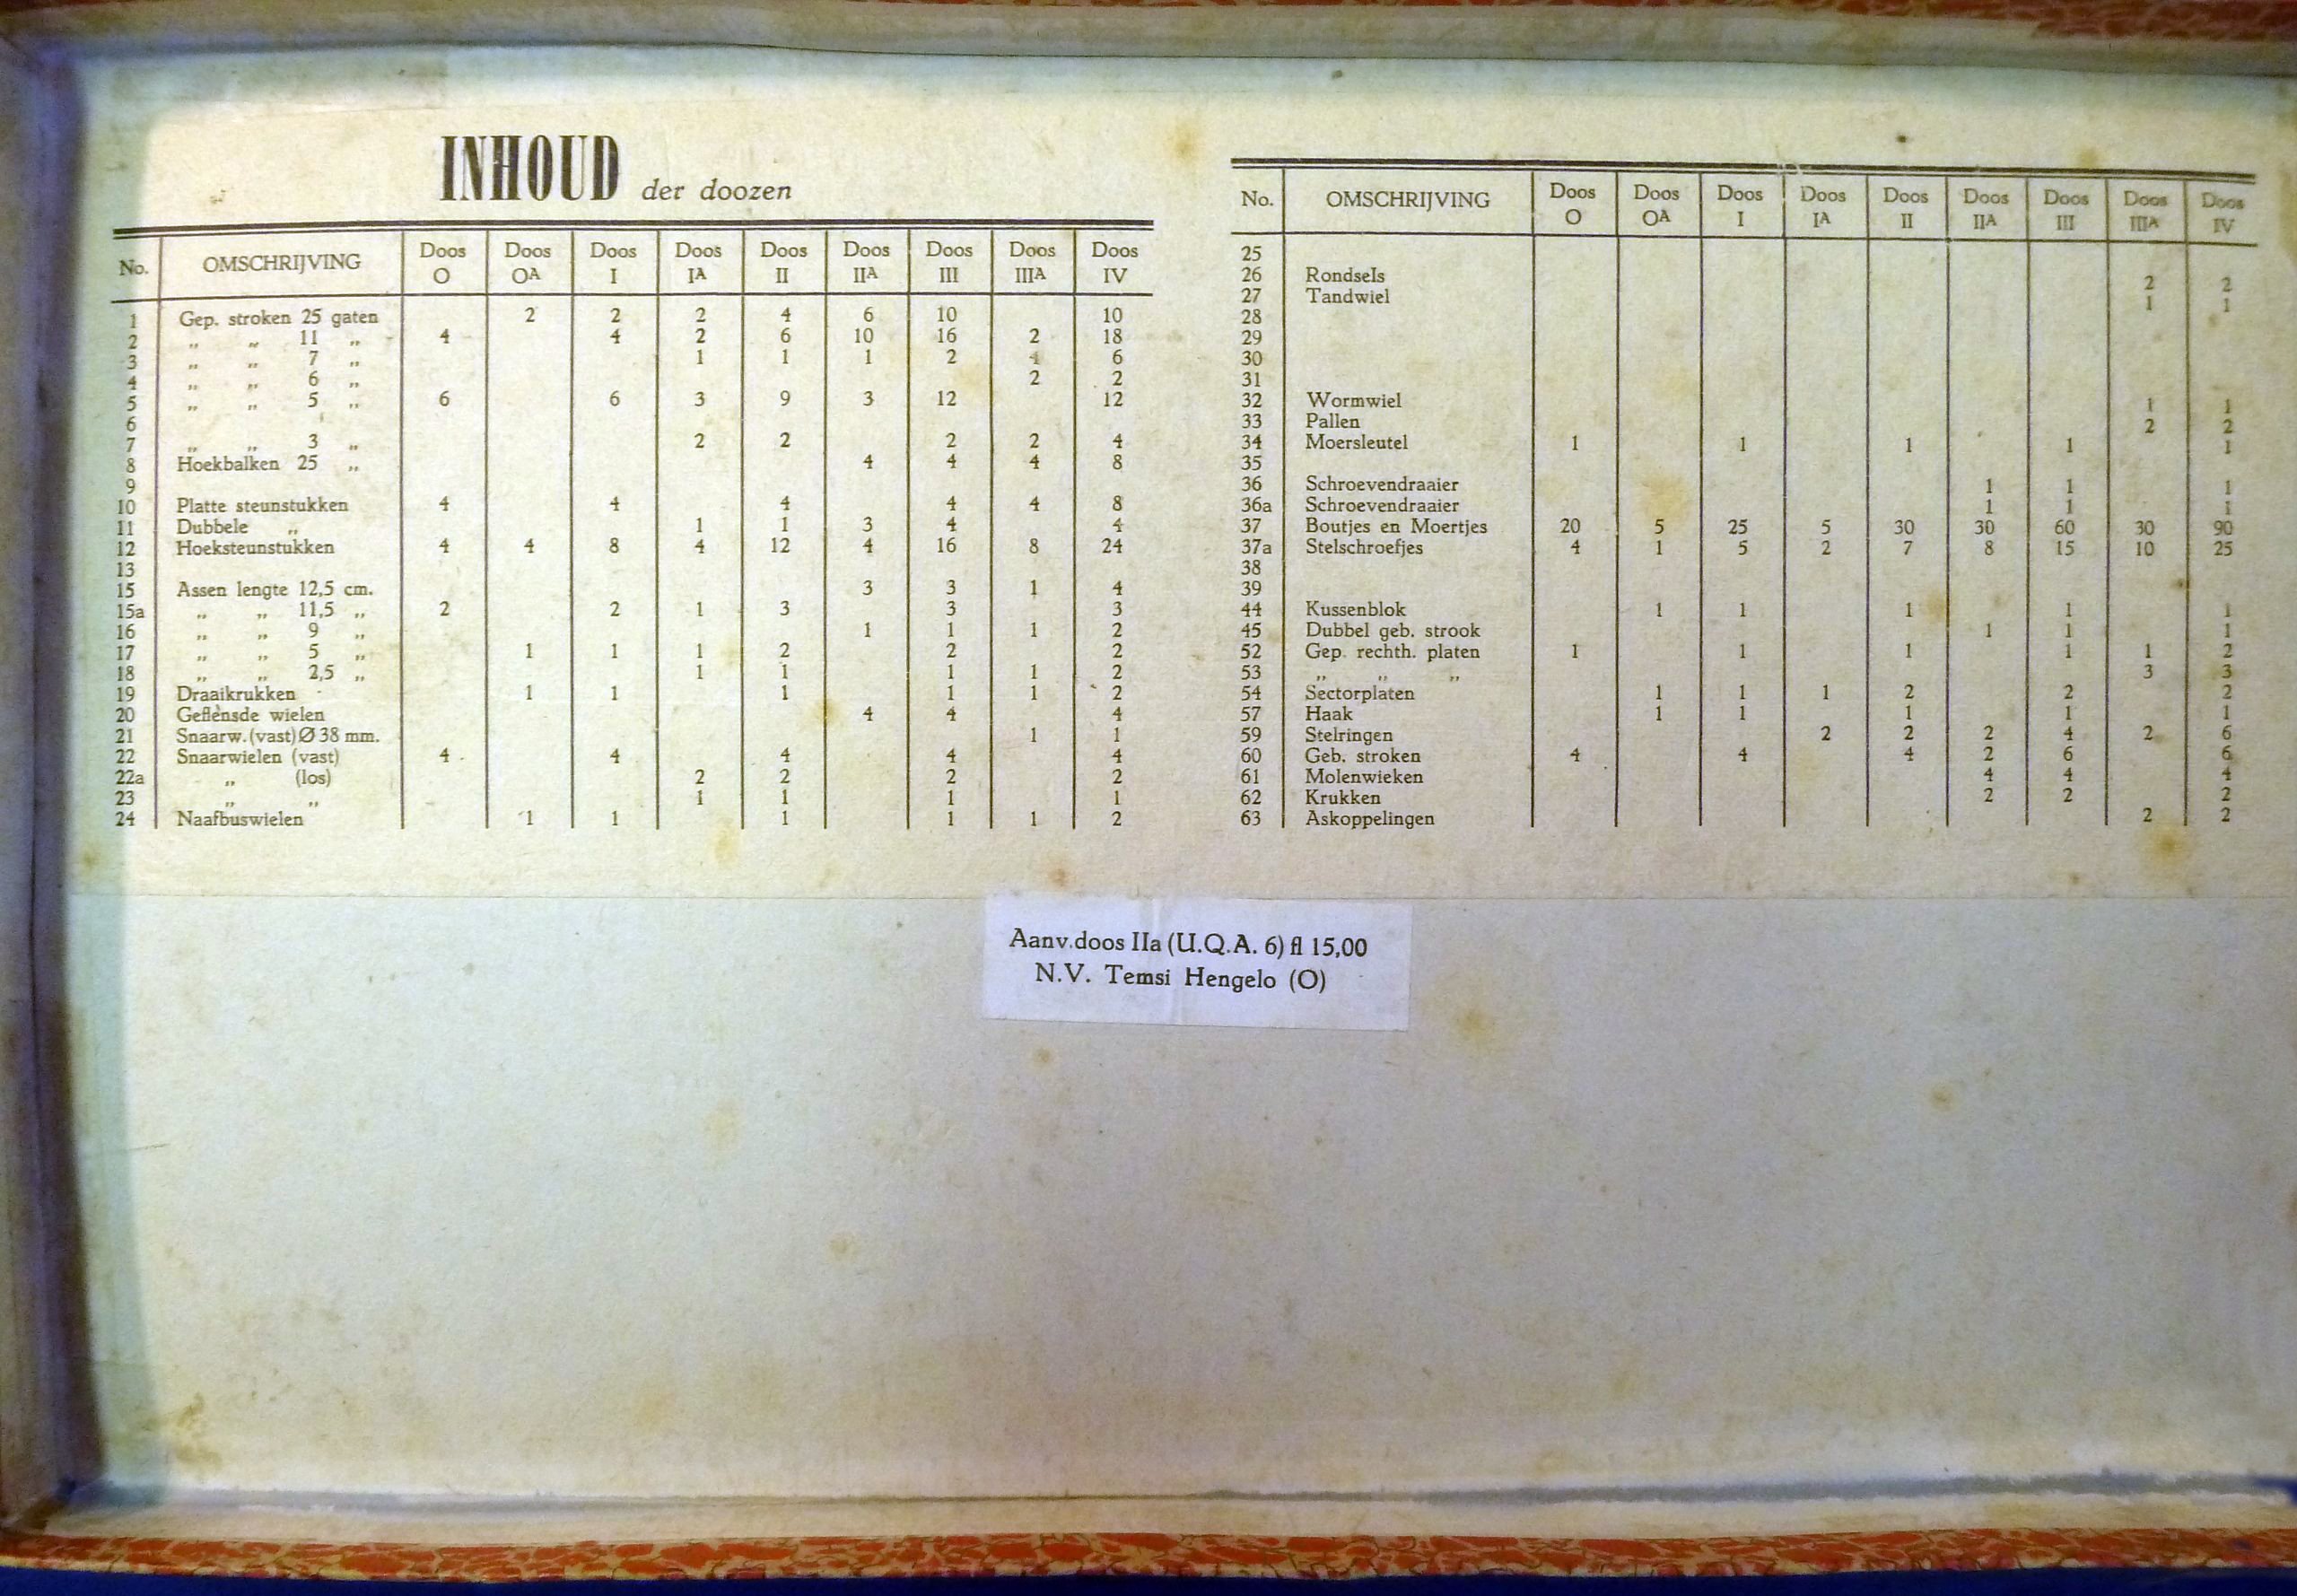 INHOUD der doozen
No. OMSCHRIJVING Doos O Doos OA Doos I Doos IA Doos II Doos IIA Doos III Doos IIIA Doos IV
1 Gep. stroken 25 gaten 2 2 2 4 6 10 10
2 „ „ 11 „ 4 4 2 6 10 16 2 18
3 „ „ 7 „ 1 1 1 2 4 6
4 „ „ 6 „ 2 2
5 „ „ 5 „ 6 6 3 9 3 12 12
6
7 „ „ 3 „ 2 2 2 2 4
8 Hoekbalken 25 „ 4 4 4 8
9
10 Platte steunstukken 4 4 4 4 4 8
11 Dubbele „ 1 1 3 4 4
12 Hoeksteunstukken 4 4 8 4 12 4 16 8 24
13
15 Assen lengte 12,5 cm. 3 3 1 4
15a „ „ 11,5 „ 2 2 1 3 3 3
16 „ „ 9 „ 1 1 1 2
17 „ „ 5 „ 1 1 1 2 2 2
18 „ „ 2,5 „ 1 1 1 1 2
19 Draaikrukken 1 1 1 1 1 2
20 Geflensde wielen 4 4 4
21 Snaarw. (vast) Ø 38 mm. 1 1
22 Snaarwielen (vast) 4 4 4 4 4
22a „ (los) 2 2 2 2
23 „ „ 1 1 1 1
24 Naafbuswielen 1 1 1 1 1 2
No. OMSCHRIJVING Doos O Doos OA Doos I Doos IA Doos II Doos IIA Doos III Doos IIIA Doos IV
25
26 Rondsels 2 2
27 Tandwiel 1 1
28
29
30
31
32 Wormwiel 1 1
33 Pallen 2 2
34 Moersleutel 1 1 1 1 1
35
36 Schroevendraaier 1 1 1
36a Schroevendraaier 1 1 1
37 Boutjes en Moertjes 20 5 25 5 30 30 60 30 90
37a Stelschroefjes 4 1 5 2 7 8 15 10 25
38
39
44 Kussenblok 1 1 1 1 1
45 Dubbel geb. strook 1 1 1
52 Gep. rechth. platen 1 1 1 1 1 2
53 „ „ „ 3 3
54 Sectorplaten 1 1 1 2 2 2
57 Haak 1 1 1 1 1
59 Stelringen 2 2 2 4 2 6
60 Geb. stroken 4 4 4 2 6 6
61 Molenwieken 4 4 4
62 Krukken 2 2 2
63 Askoppelingen 2 2
Aanv.doos IIa (U.Q.A. 6) fl 15,00
N.V. Temsi Hengelo (O)